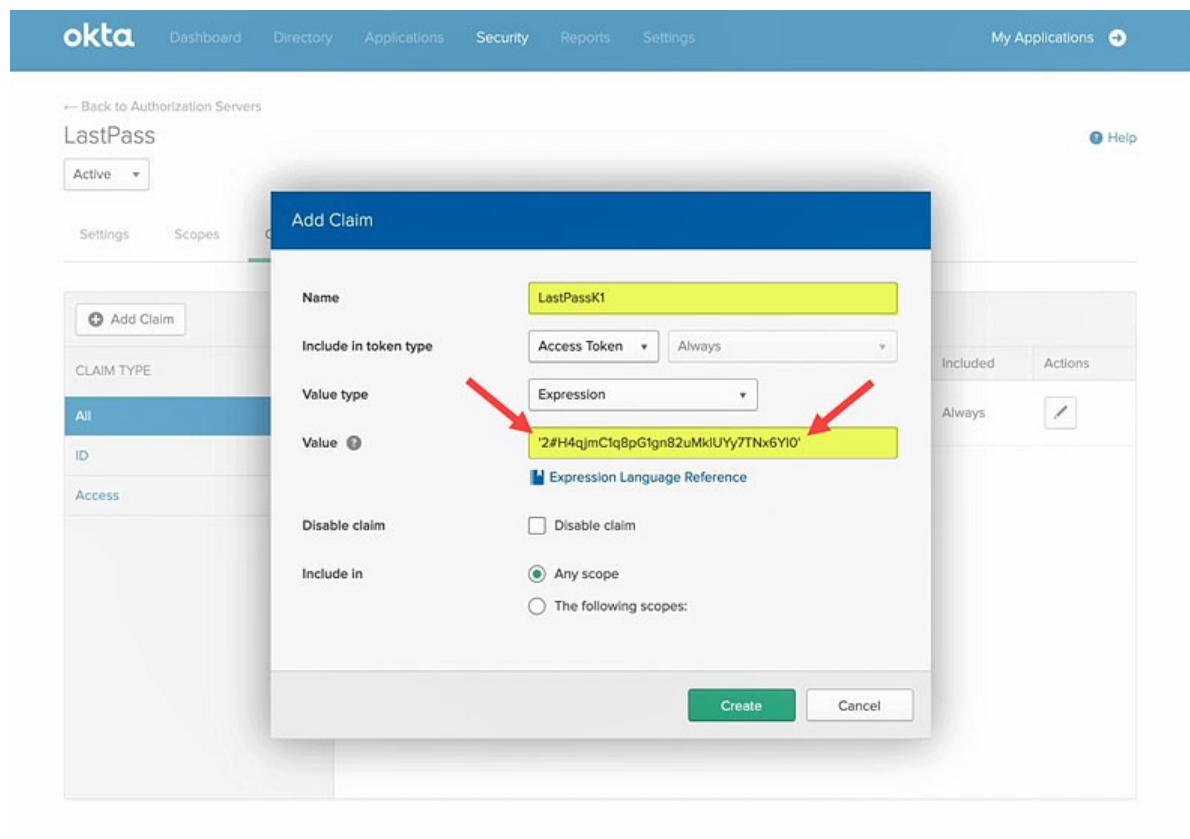 okta Dashboard Directory Applications Security Reports Settings My Applications
← Back to Authorization Servers
LastPass
Help
Active
Settings Scopes
Add Claim
Name LastPassK1
Include in token type Access Token Always
Value type Expression
Value '2#H4qjmC1q8pG1gn82uMklUYy7TNx6Yl0'
Expression Language Reference
Disable claim Disable claim
Include in Any scope
The following scopes:
Create Cancel
Add Claim
CLAIM TYPE
All
ID
Access
Included Actions
Always